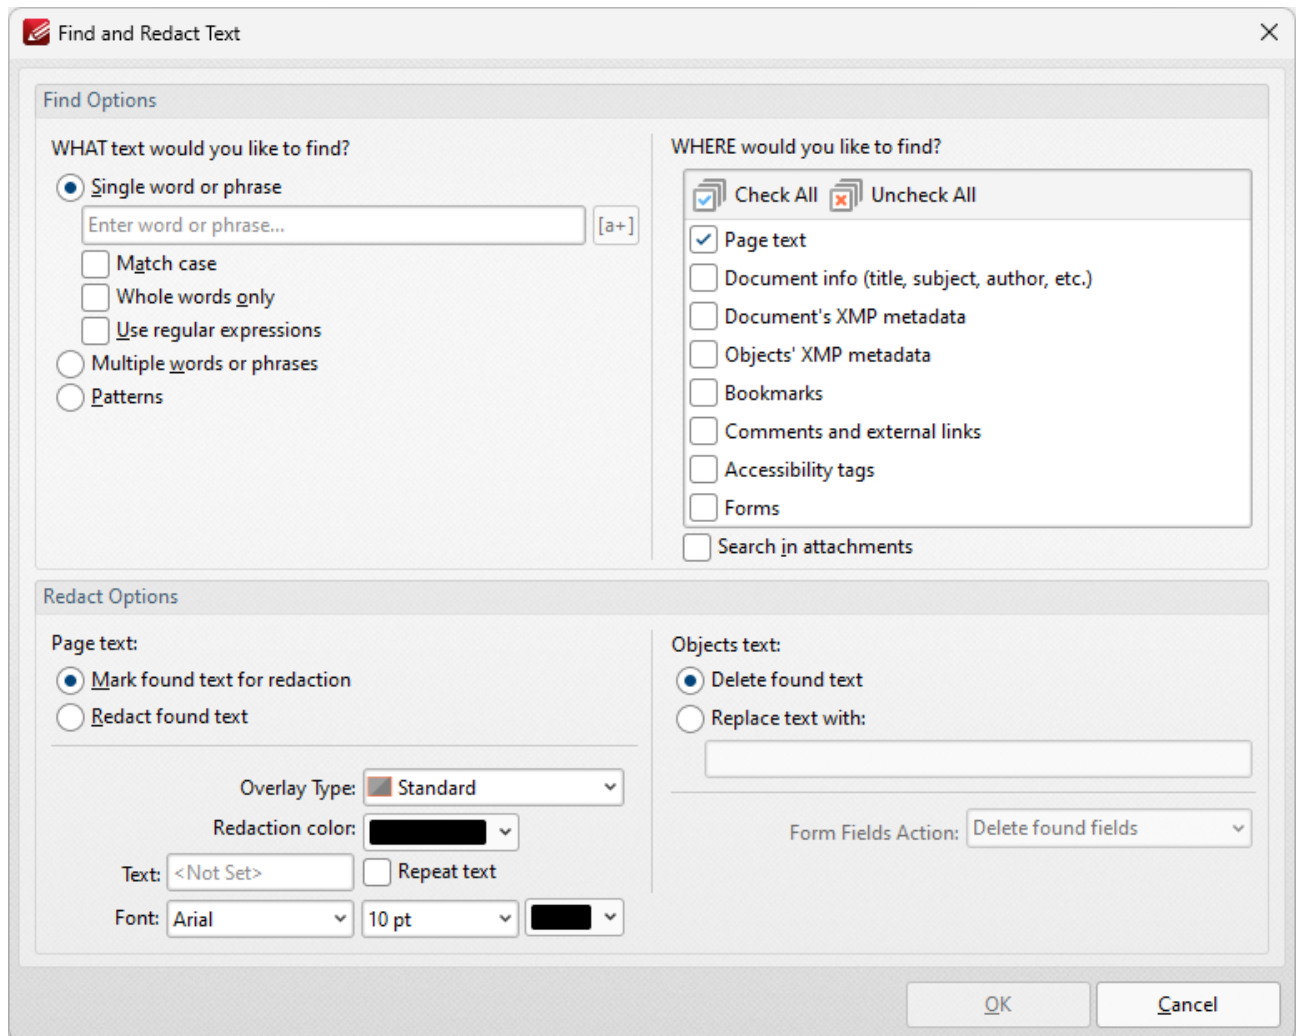 Find and Redact Text
Find Options
WHAT text would you like to find?
Single word or phrase
Enter word or phrase...
[a+]
Match case
Whole words only
Use regular expressions
Multiple words or phrases
Patterns
WHERE would you like to find?
Check All Uncheck All
Page text
Document info (title, subject, author, etc.)
Document's XMP metadata
Objects' XMP metadata
Bookmarks
Comments and external links
Accessibility tags
Forms
Search in attachments
Redact Options
Page text:
Mark found text for redaction
Redact found text
Overlay Type: Standard
Redaction color:
Text: <Not Set> Repeat text
Font: Arial 10 pt
Objects text:
Delete found text
Replace text with:
Form Fields Action: Delete found fields
OK Cancel